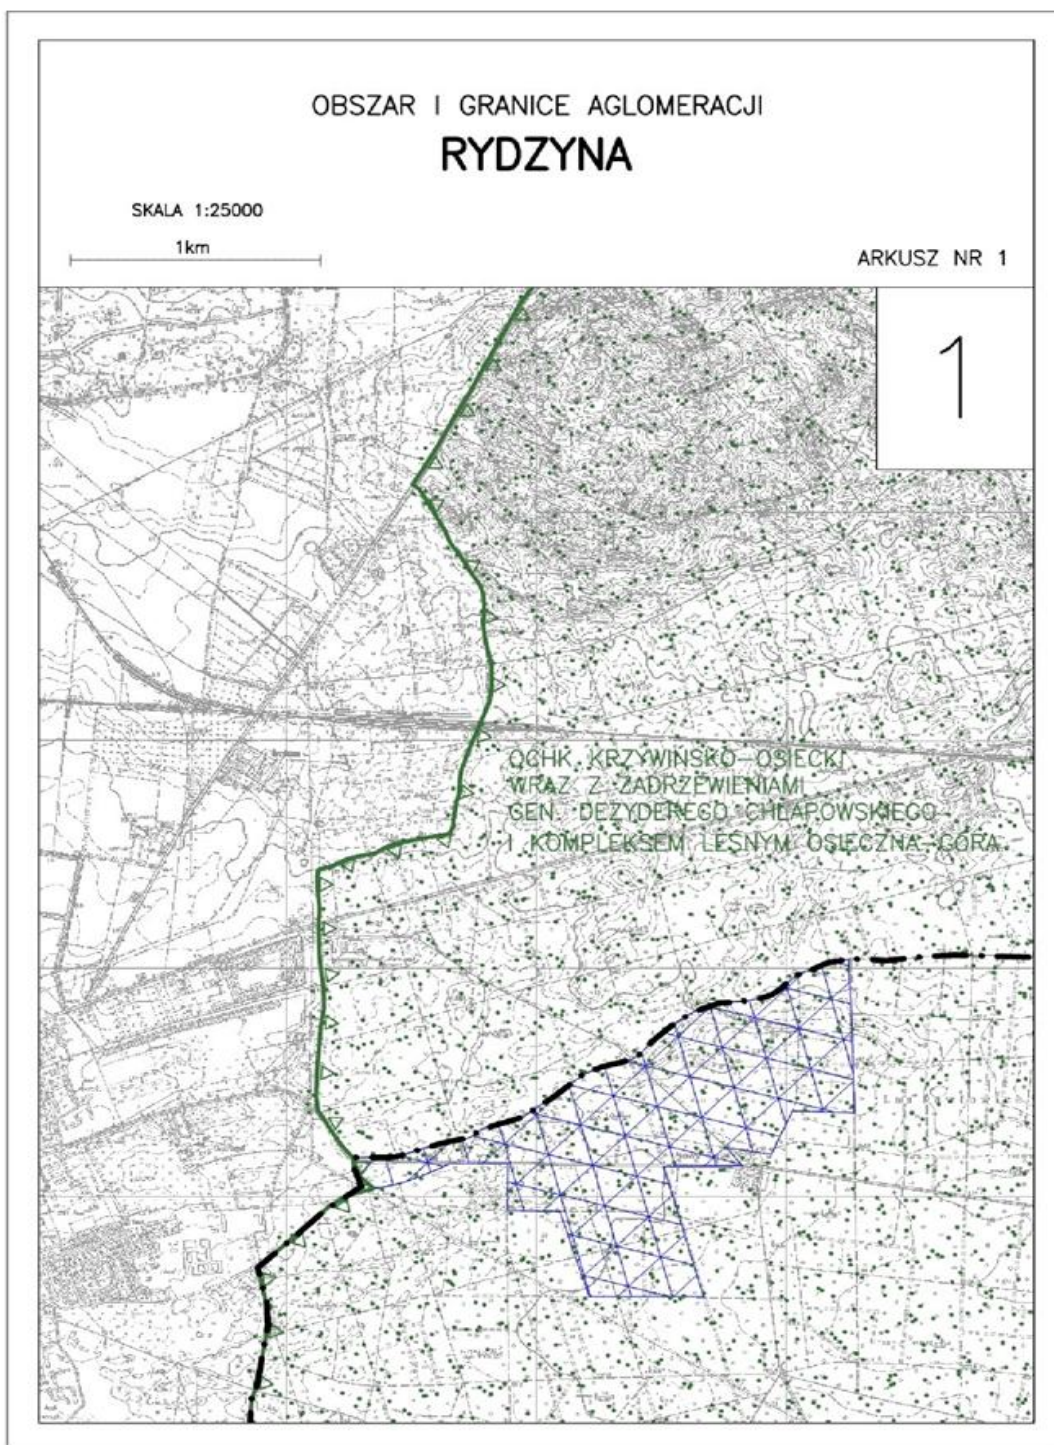 OBSZAR I GRANICE AGLOMERACJI
RYDZYNA
SKALA 1:25000
1km
ARKUSZ NR 1
1
OCHK KRZYWIŃSKO-OSIECKI
WRAZ Z ZADRZEWIENIAMI
GEN. DEZYDEREGO CHŁAPOWSKIEGO
I KOMPLEKSEM LEŚNYM OSIECZNA-GÓRA